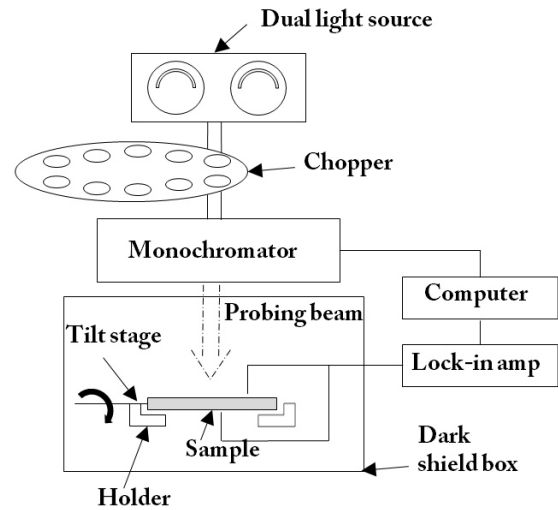 Dual light source
Chopper
Monochromator
Probing beam
Computer
Tilt stage
Lock-in amp
Sample
Dark
shield box
Holder